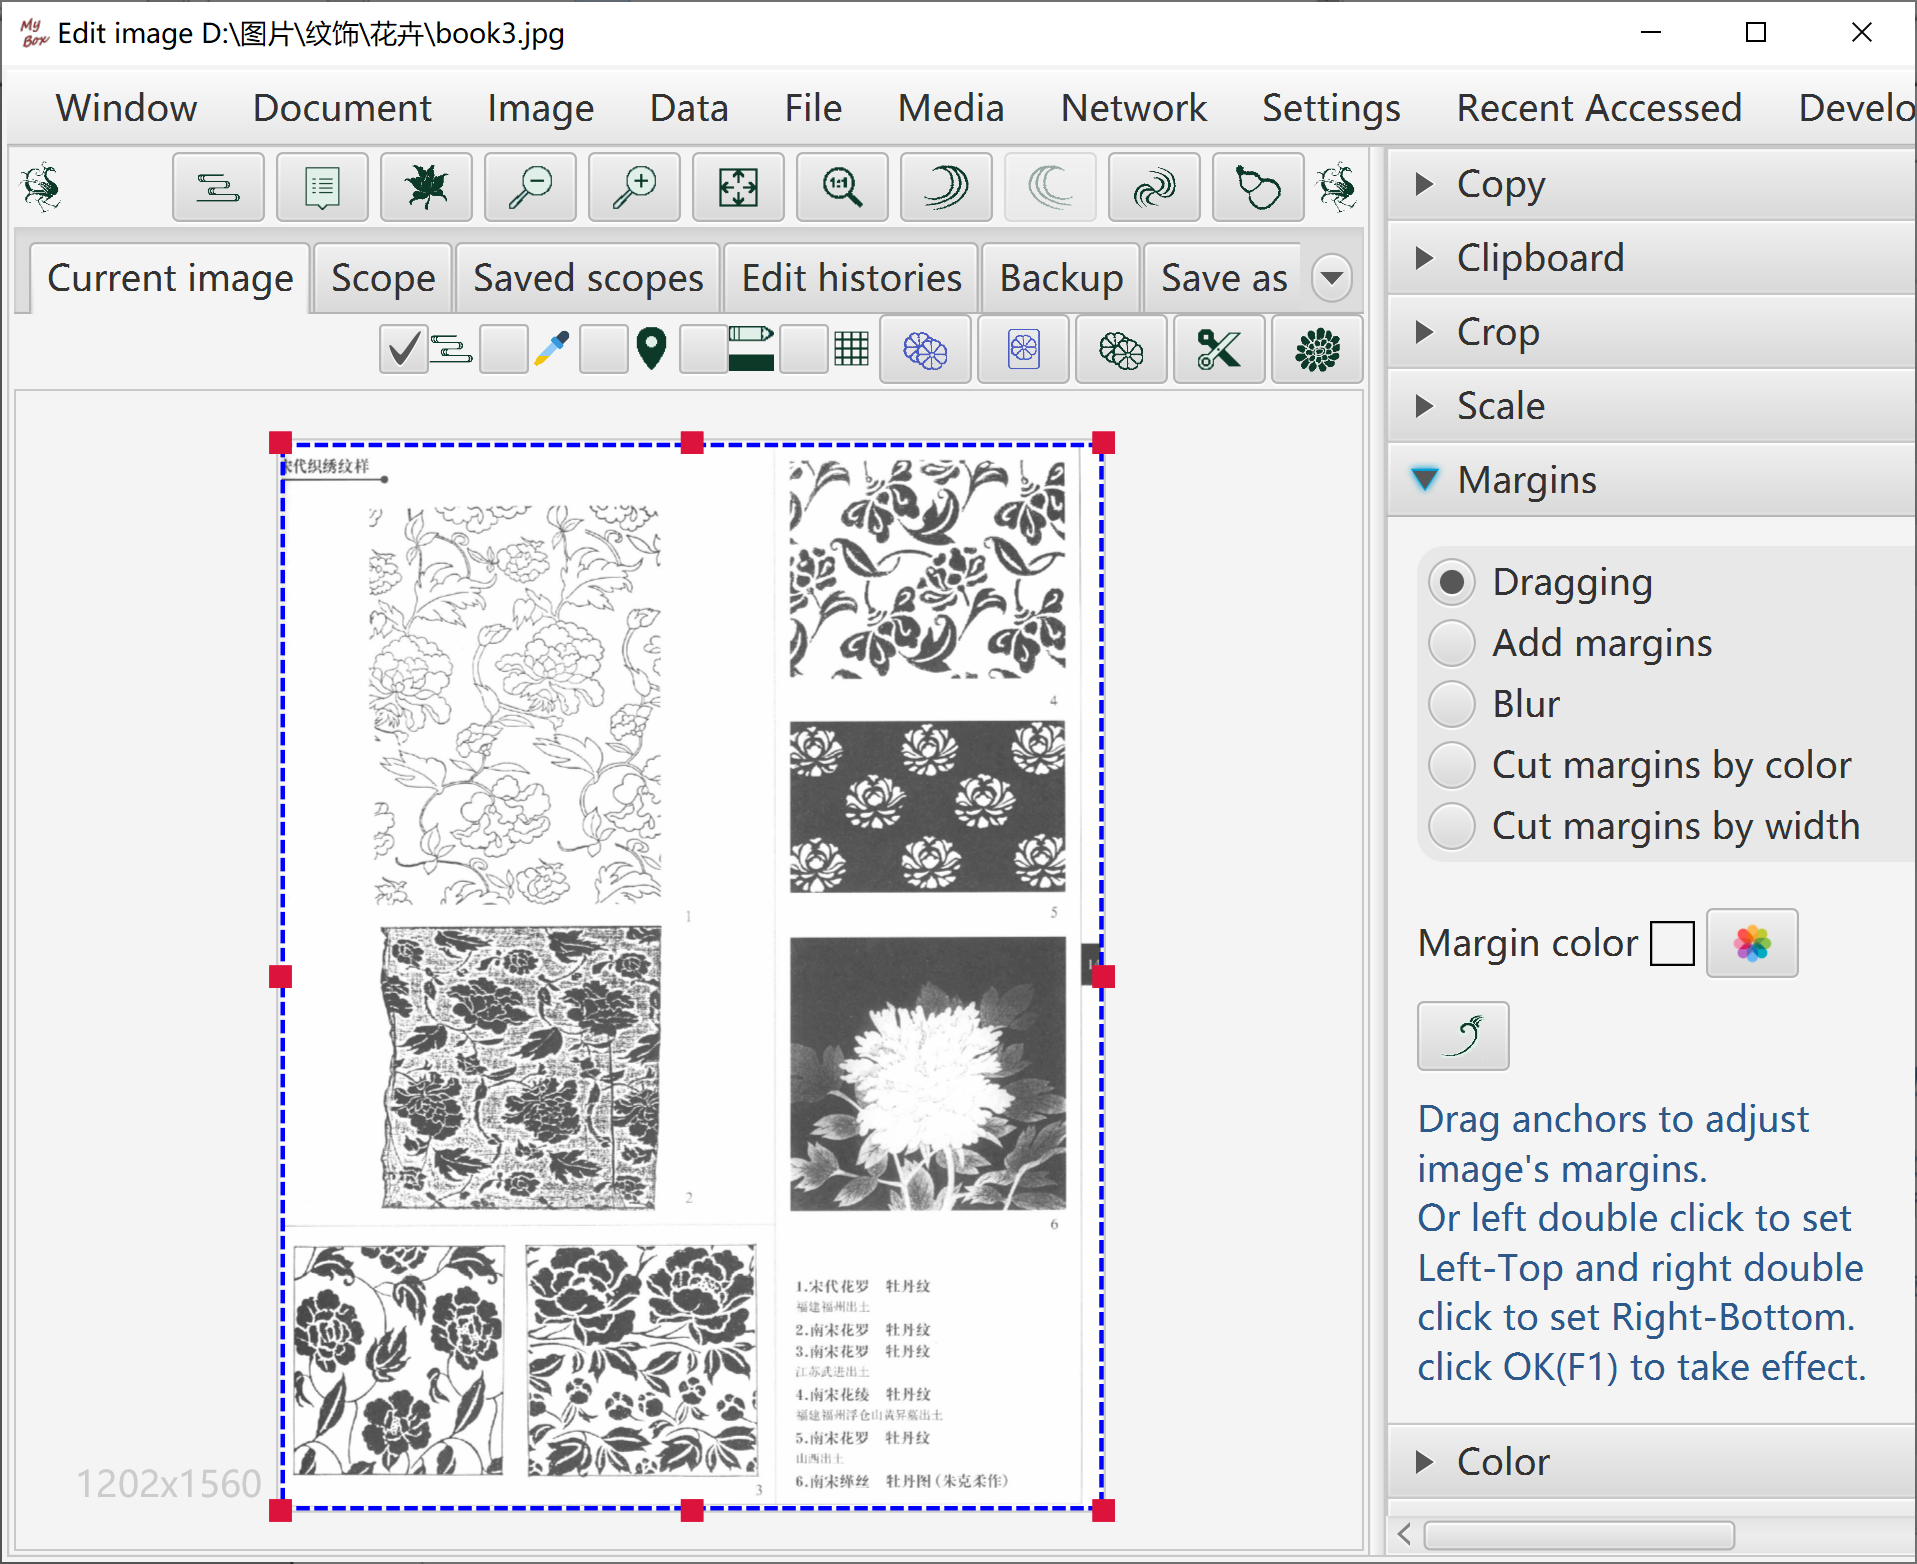 My Box
Edit image D:\图片\纹饰\花卉\book3.jpg
Window Document Image Data File Media Network Settings Recent Accessed Develo
1:1
Current image Scope Saved scopes Edit histories Backup Save as
宋代织绣纹样
1
2
3
4
5
6
1.宋代花罗 牡丹纹
福建福州出土
2.南宋花罗 牡丹纹
3.南宋花罗 牡丹纹
江苏武进出土
4.南宋花绫 牡丹纹
福建福州浮仓山黄昇墓出土
5.南宋花罗 牡丹纹
山西出土
6.南宋缂丝 牡丹图(朱克柔作)
1202x1560
Copy
Clipboard
Crop
Scale
Margins
Dragging
Add margins
Blur
Cut margins by color
Cut margins by width
Margin color
Drag anchors to adjust
image's margins.
Or left double click to set
Left-Top and right double
click to set Right-Bottom.
click OK(F1) to take effect.
Color